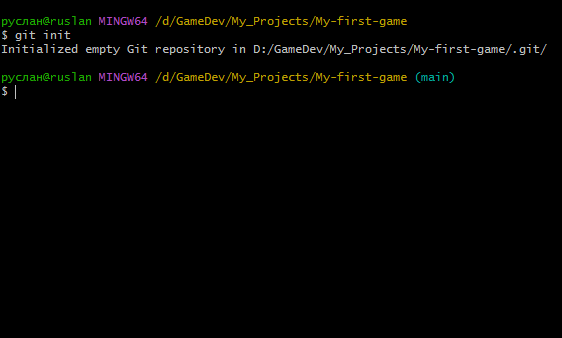 руслан@ruslan MINGW64 /d/GameDev/My_Projects/My-first-game
$ git init
Initialized empty Git repository in D:/GameDev/My_Projects/My-first-game/.git/
руслан@ruslan MINGW64 /d/GameDev/My_Projects/My-first-game (main)
$